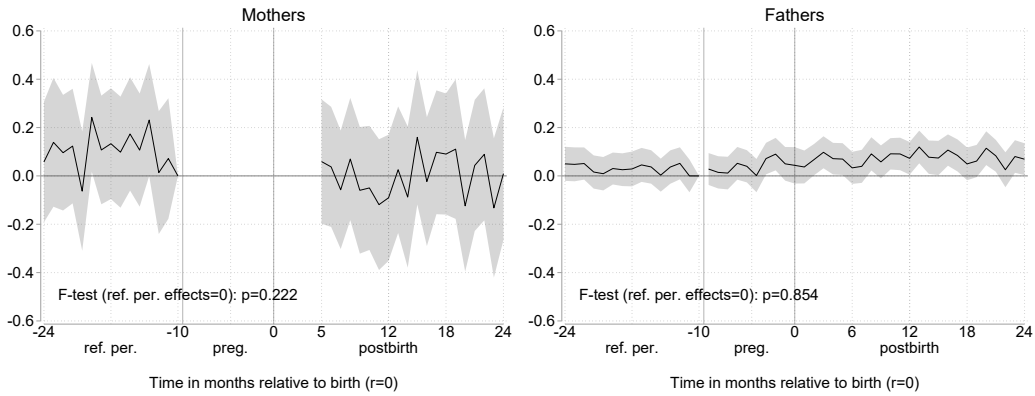 Mothers
0.6
0.4
0.2
0.0
-0.2
-0.4
-0.6
F-test (ref. per. effects=0): p=0.222
-24 -10 0 5 12 18 24
ref. per. preg. postbirth
Time in months relative to birth (r=0)
Fathers
0.6
0.4
0.2
0.0
-0.2
-0.4
-0.6
F-test (ref. per. effects=0): p=0.854
-24 -10 0 6 12 18 24
ref. per. preg. postbirth
Time in months relative to birth (r=0)